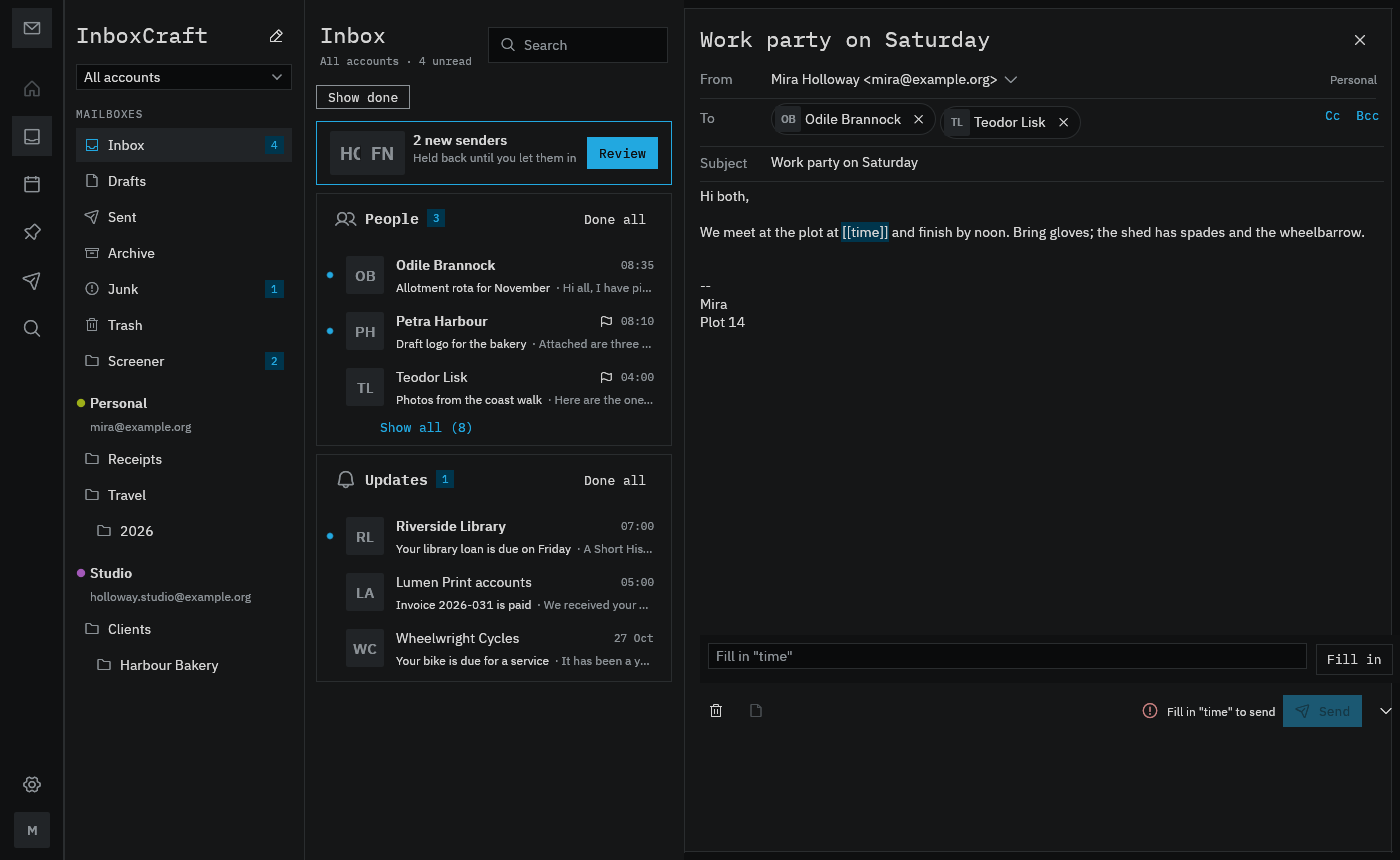 InboxCraft
All accounts
MAILBOXES
Inbox 4
Drafts
Sent
Archive
Junk 1
Trash
Screener 2
Personal
mira@example.org
Receipts
Travel
2026
Studio
holloway.studio@example.org
Clients
Harbour Bakery
M
Inbox
All accounts · 4 unread
Search
Show done
FN
2 new senders
Held back until you let them in
Review
People 3
Done all
OB
Odile Brannock 08:35
Allotment rota for November · Hi all, I have pi...
PH
Petra Harbour 08:10
Draft logo for the bakery · Attached are three ...
TL
Teodor Lisk 04:00
Photos from the coast walk · Here are the one...
Show all (8)
Updates 1
Done all
RL
Riverside Library 07:00
Your library loan is due on Friday · A Short His...
LA
Lumen Print accounts 05:00
Invoice 2026-031 is paid · We received your ...
WC
Wheelwright Cycles 27 Oct
Your bike is due for a service · It has been a y...
Work party on Saturday
From Mira Holloway <mira@example.org> Personal
To OB Odile Brannock TL Teodor Lisk Cc Bcc
Subject Work party on Saturday
Hi both,
We meet at the plot at [[time]] and finish by noon. Bring gloves; the shed has spades and the wheelbarrow.
--
Mira
Plot 14
Fill in "time"
Fill in
Fill in "time" to send
Send